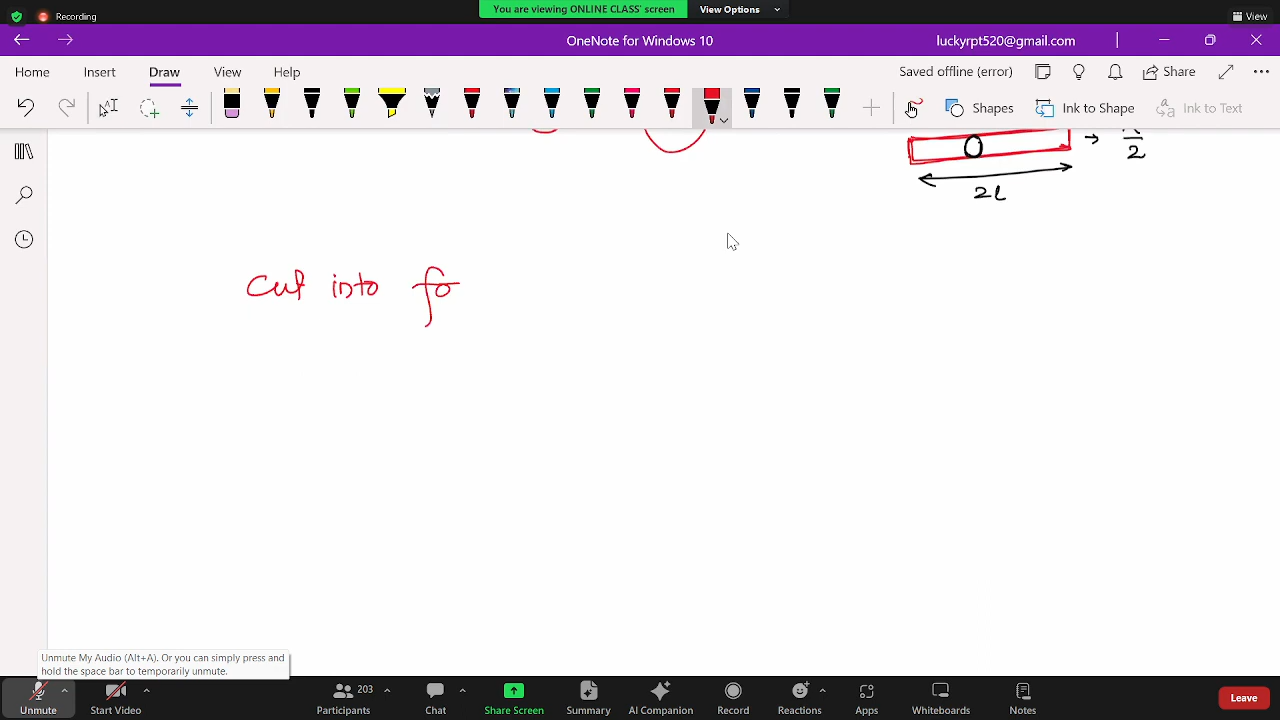 Recording
You are viewing ONLINE CLASS' screen
View Options
View
OneNote for Windows 10
luckyrpt520@gmail.com
Home
Insert
Draw
View
Help
Saved offline (error)
Share
Shapes
Ink to Shape
Ink to Text
2
2l
Cut into fo
Unmute My Audio (Alt+A). Or you can simply press and
hold the space bar to temporarily unmute.
Unmute
Start Video
Participants
203
Chat
Share Screen
Summary
AI Companion
Record
Reactions
Apps
Whiteboards
Notes
Leave